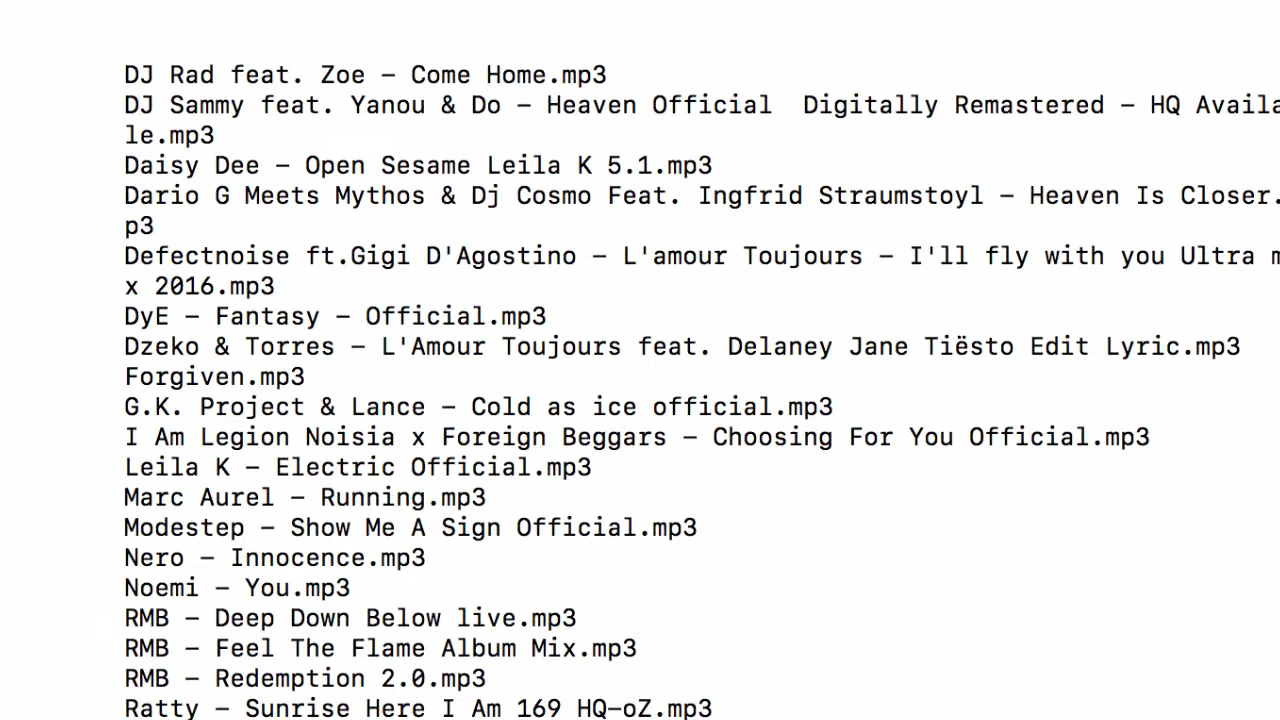 DJ Rad feat. Zoe – Come Home.mp3
DJ Sammy feat. Yanou & Do – Heaven Official  Digitally Remastered – HQ Availa
le.mp3
Daisy Dee – Open Sesame Leila K 5.1.mp3
Dario G Meets Mythos & Dj Cosmo Feat. Ingfrid Straumstoyl – Heaven Is Closer.
p3
Defectnoise ft.Gigi D'Agostino – L'amour Toujours – I'll fly with you Ultra m
x 2016.mp3
DyE – Fantasy – Official.mp3
Dzeko & Torres – L'Amour Toujours feat. Delaney Jane Tiësto Edit Lyric.mp3
Forgiven.mp3
G.K. Project & Lance – Cold as ice official.mp3
I Am Legion Noisia x Foreign Beggars – Choosing For You Official.mp3
Leila K – Electric Official.mp3
Marc Aurel – Running.mp3
Modestep – Show Me A Sign Official.mp3
Nero – Innocence.mp3
Noemi – You.mp3
RMB – Deep Down Below live.mp3
RMB – Feel The Flame Album Mix.mp3
RMB – Redemption 2.0.mp3
Ratty – Sunrise Here I Am 169 HQ–oZ.mp3